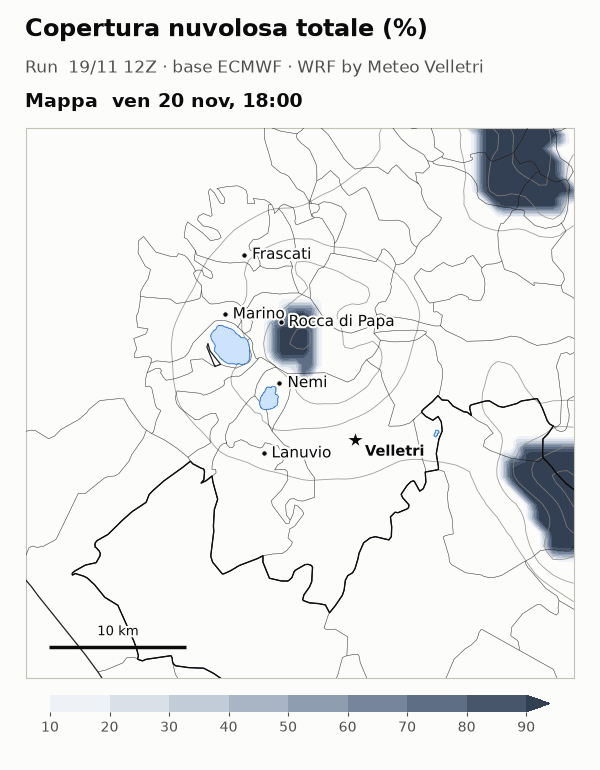 Copertura nuvolosa totale (%)
Run  19/11 12Z · base ECMWF · WRF by Meteo Velletri
Mappa  ven 20 nov, 18:00
Frascati
Marino
Rocca di Papa
Nemi
Velletri
Lanuvio
10 km
10 20 30 40 50 60 70 80 90